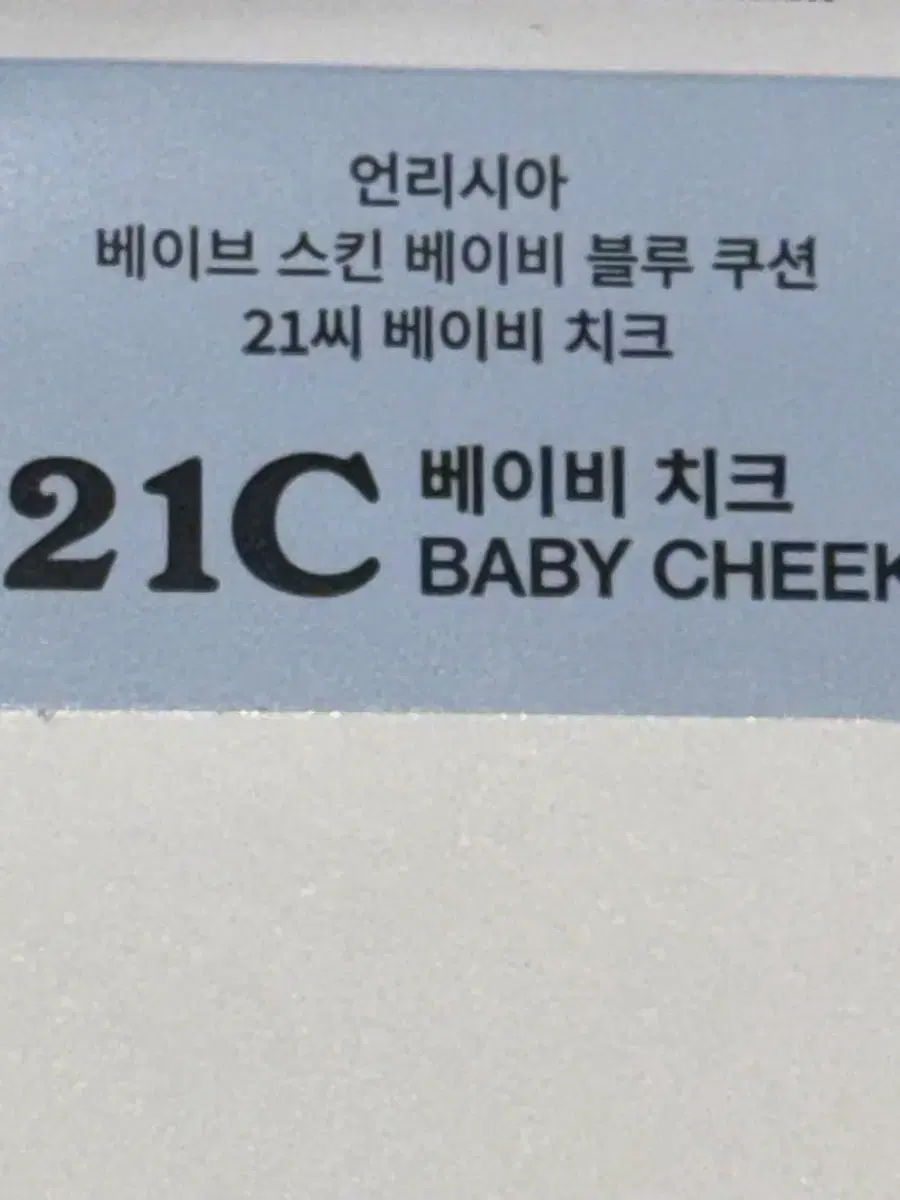 언리시아
베이브 스킨 베이비 블루 쿠션
21씨 베이비 치크
21C 베이비 치크
BABY CHEEK